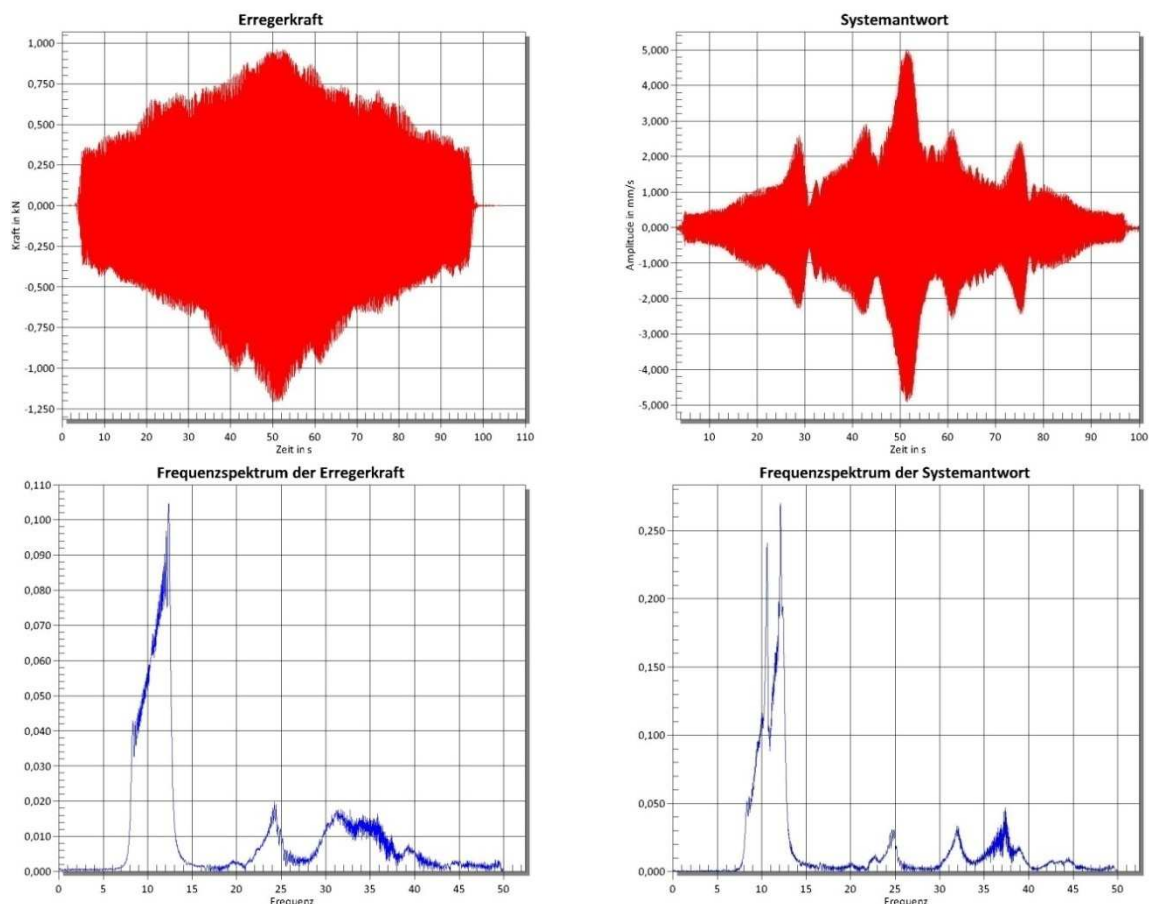 Erregerkraft
1,000
0,750
0,500
0,250
0,000
-0,250
-0,500
-0,750
-1,000
-1,250
Kraft in kN
0 10 20 30 40 50 60 70 80 90 100 110
Zeit in s
Systemantwort
5,000
4,000
3,000
2,000
1,000
0,000
-1,000
-2,000
-3,000
-4,000
-5,000
Amplitude in mm/s
10 20 30 40 50 60 70 80 90 100
Zeit in s
Frequenzspektrum der Erregerkraft
0,110
0,100
0,090
0,080
0,070
0,060
0,050
0,040
0,030
0,020
0,010
0,000
0 5 10 15 20 25 30 35 40 45 50
Frequenz
Frequenzspektrum der Systemantwort
0,250
0,200
0,150
0,100
0,050
0,000
0 5 10 15 20 25 30 35 40 45 50
Frequenz